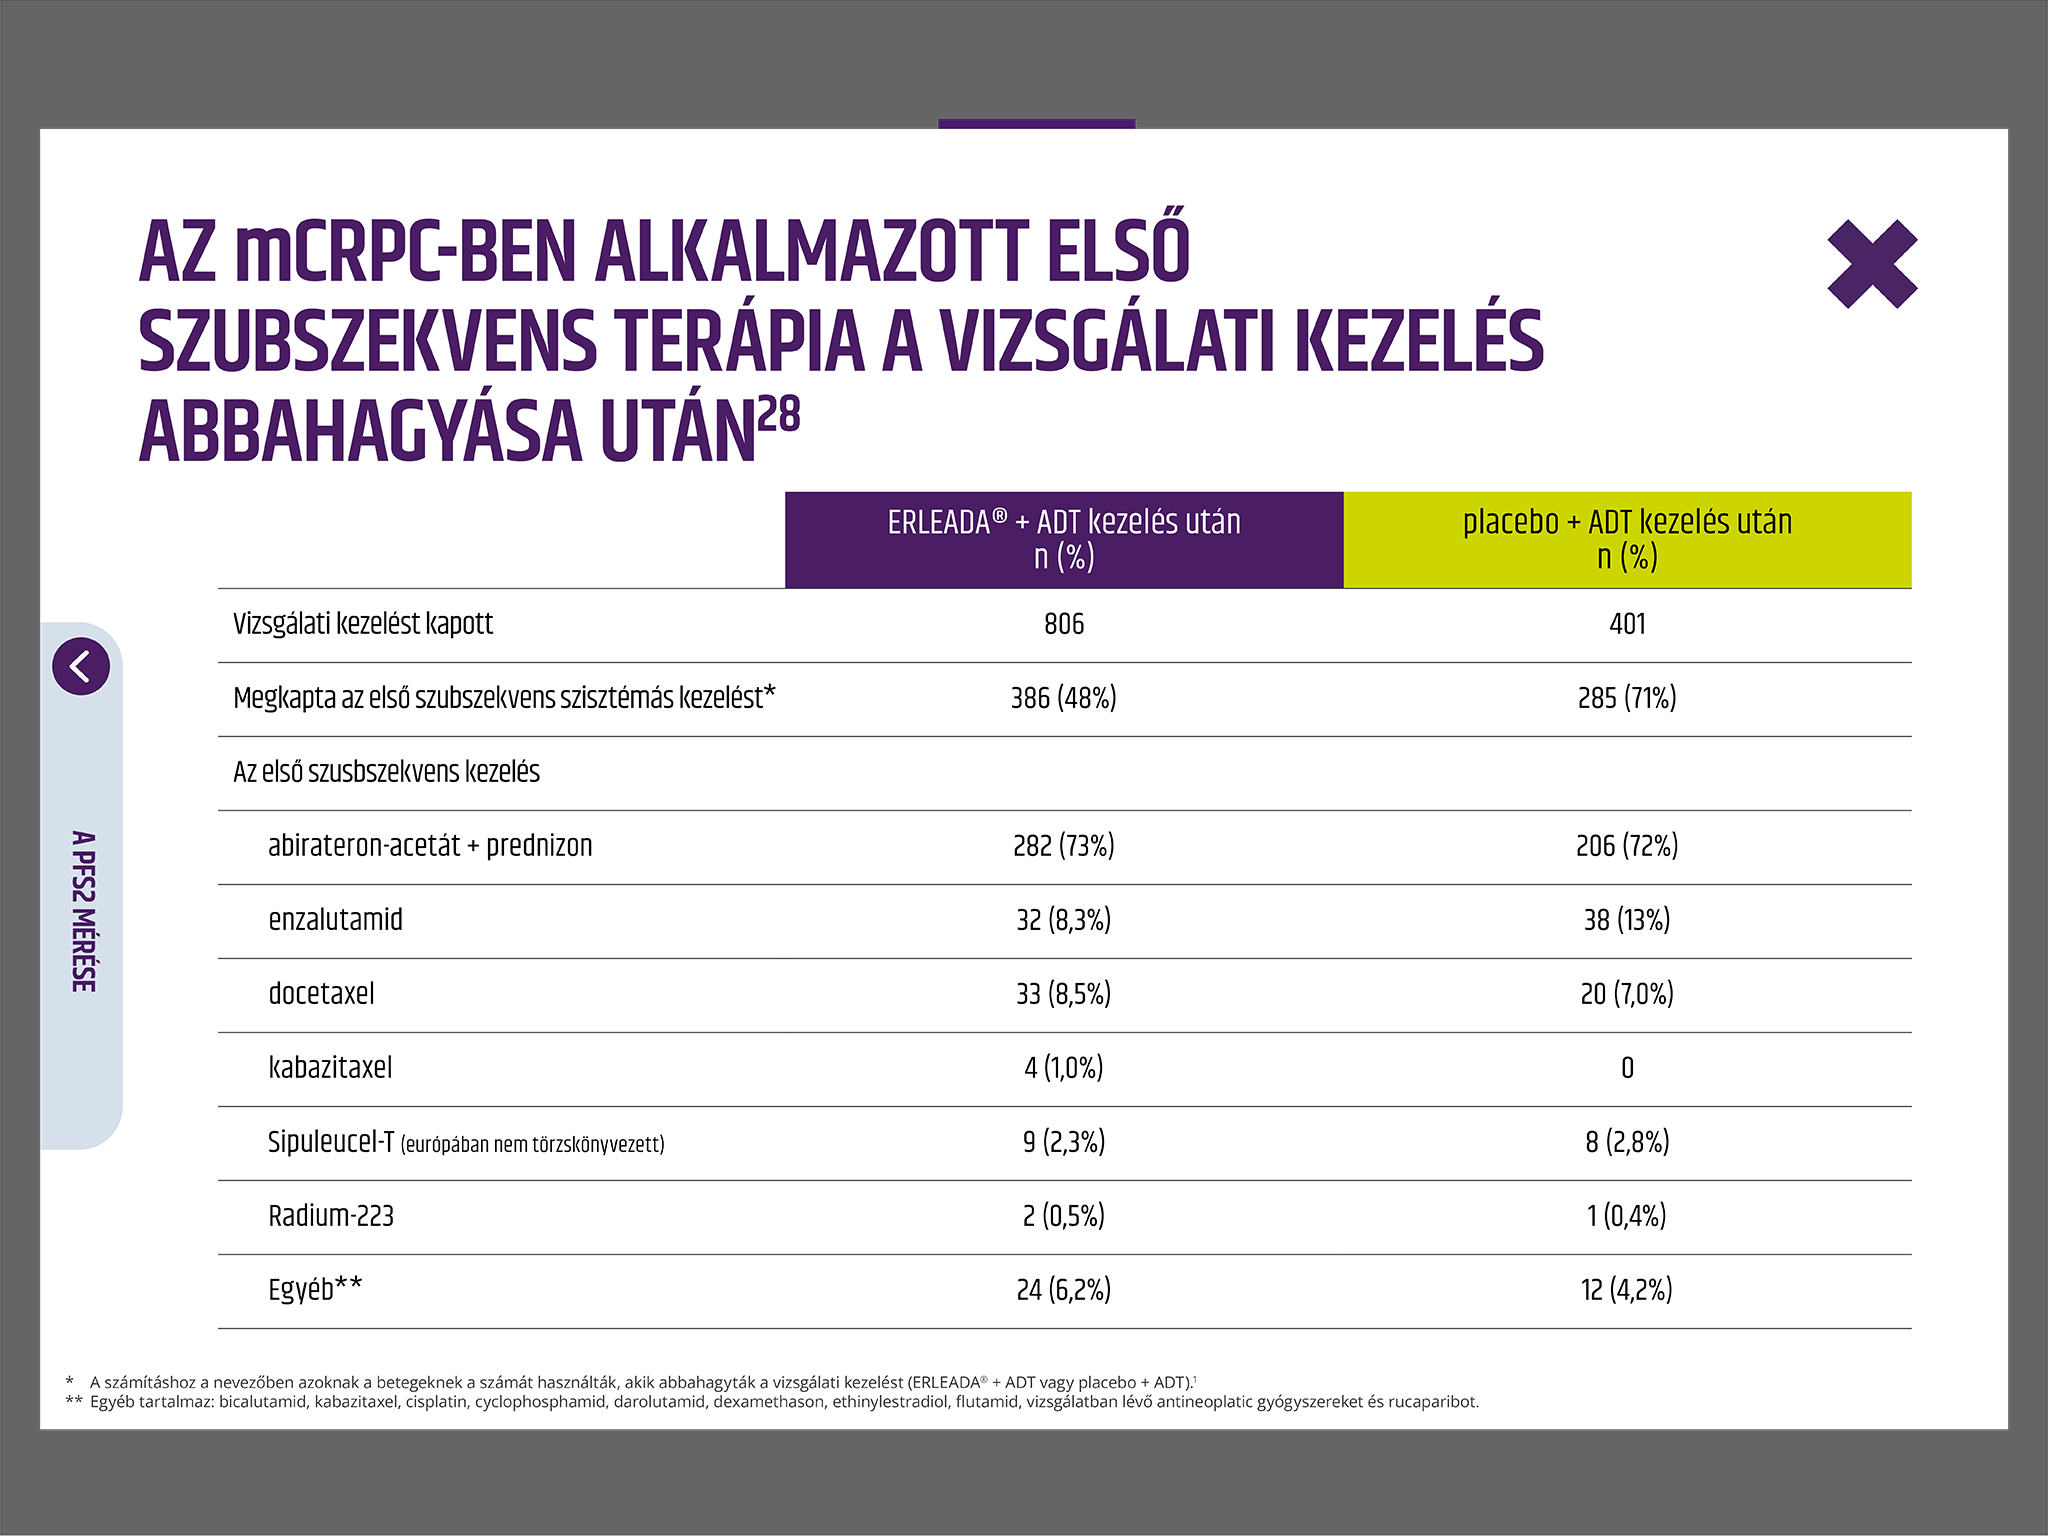 AZ mCRPC-BEN ALKALMAZOTT ELSŐ
SZUBSZEKVENS TERÁPIA A VIZSGÁLATI KEZELÉS
ABBAHAGYÁSA UTÁN28
ERLEADA® + ADT kezelés után
n (%)
placebo + ADT kezelés után
n (%)
Vizsgálati kezelést kapott 806 401
Megkapta az első szubszekvens szisztémás kezelést* 386 (48%) 285 (71%)
Az első szusbszekvens kezelés
abirateron-acetát + prednizon 282 (73%) 206 (72%)
enzalutamid 32 (8,3%) 38 (13%)
docetaxel 33 (8,5%) 20 (7,0%)
kabazitaxel 4 (1,0%) 0
Sipuleucel-T (európában nem törzskönyvezett) 9 (2,3%) 8 (2,8%)
Radium-223 2 (0,5%) 1 (0,4%)
Egyéb** 24 (6,2%) 12 (4,2%)
A PFS2 MÉRÉSE
* A számításhoz a nevezőben azoknak a betegeknek a számát használták, akik abbahagyták a vizsgálati kezelést (ERLEADA® + ADT vagy placebo + ADT).1
** Egyéb tartalmaz: bicalutamid, kabazitaxel, cisplatin, cyclophosphamid, darolutamid, dexamethason, ethinylestradiol, flutamid, vizsgálatban lévő antineoplatic gyógyszereket és rucaparibot.